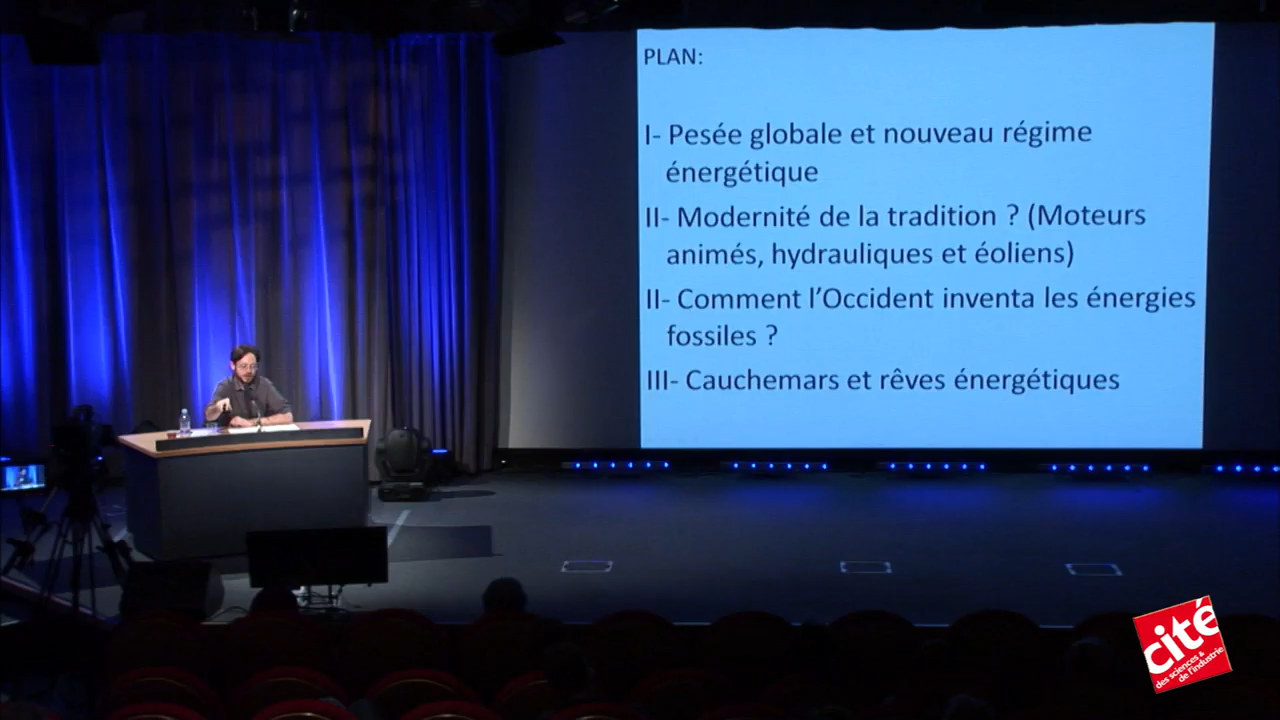 PLAN:
I- Pesée globale et nouveau régime
énergétique
II- Modernité de la tradition ? (Moteurs
animés, hydrauliques et éoliens)
II- Comment l’Occident inventa les énergies
fossiles ?
III- Cauchemars et rêves énergétiques
cité
des sciences &
de l'industrie